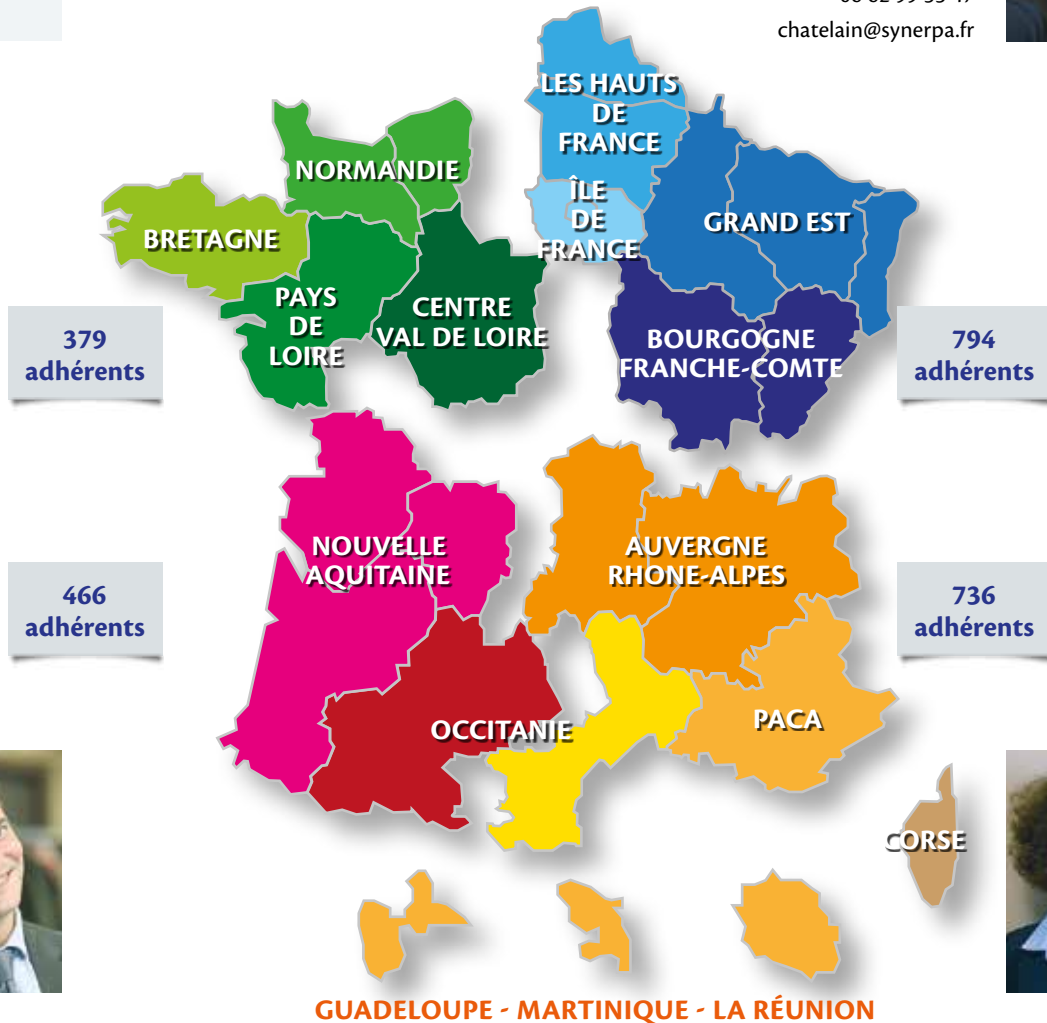 chatelain@synerpa.fr
LES HAUTS
DE
FRANCE
NORMANDIE
ÎLE
DE
FRANCE
GRAND EST
BRETAGNE
PAYS
DE
LOIRE
CENTRE
VAL DE LOIRE
BOURGOGNE
FRANCHE-COMTE
379
adhérents
794
adhérents
NOUVELLE
AQUITAINE
AUVERGNE
RHONE-ALPES
466
adhérents
736
adhérents
OCCITANIE
PACA
CORSE
GUADELOUPE - MARTINIQUE - LA RÉUNION